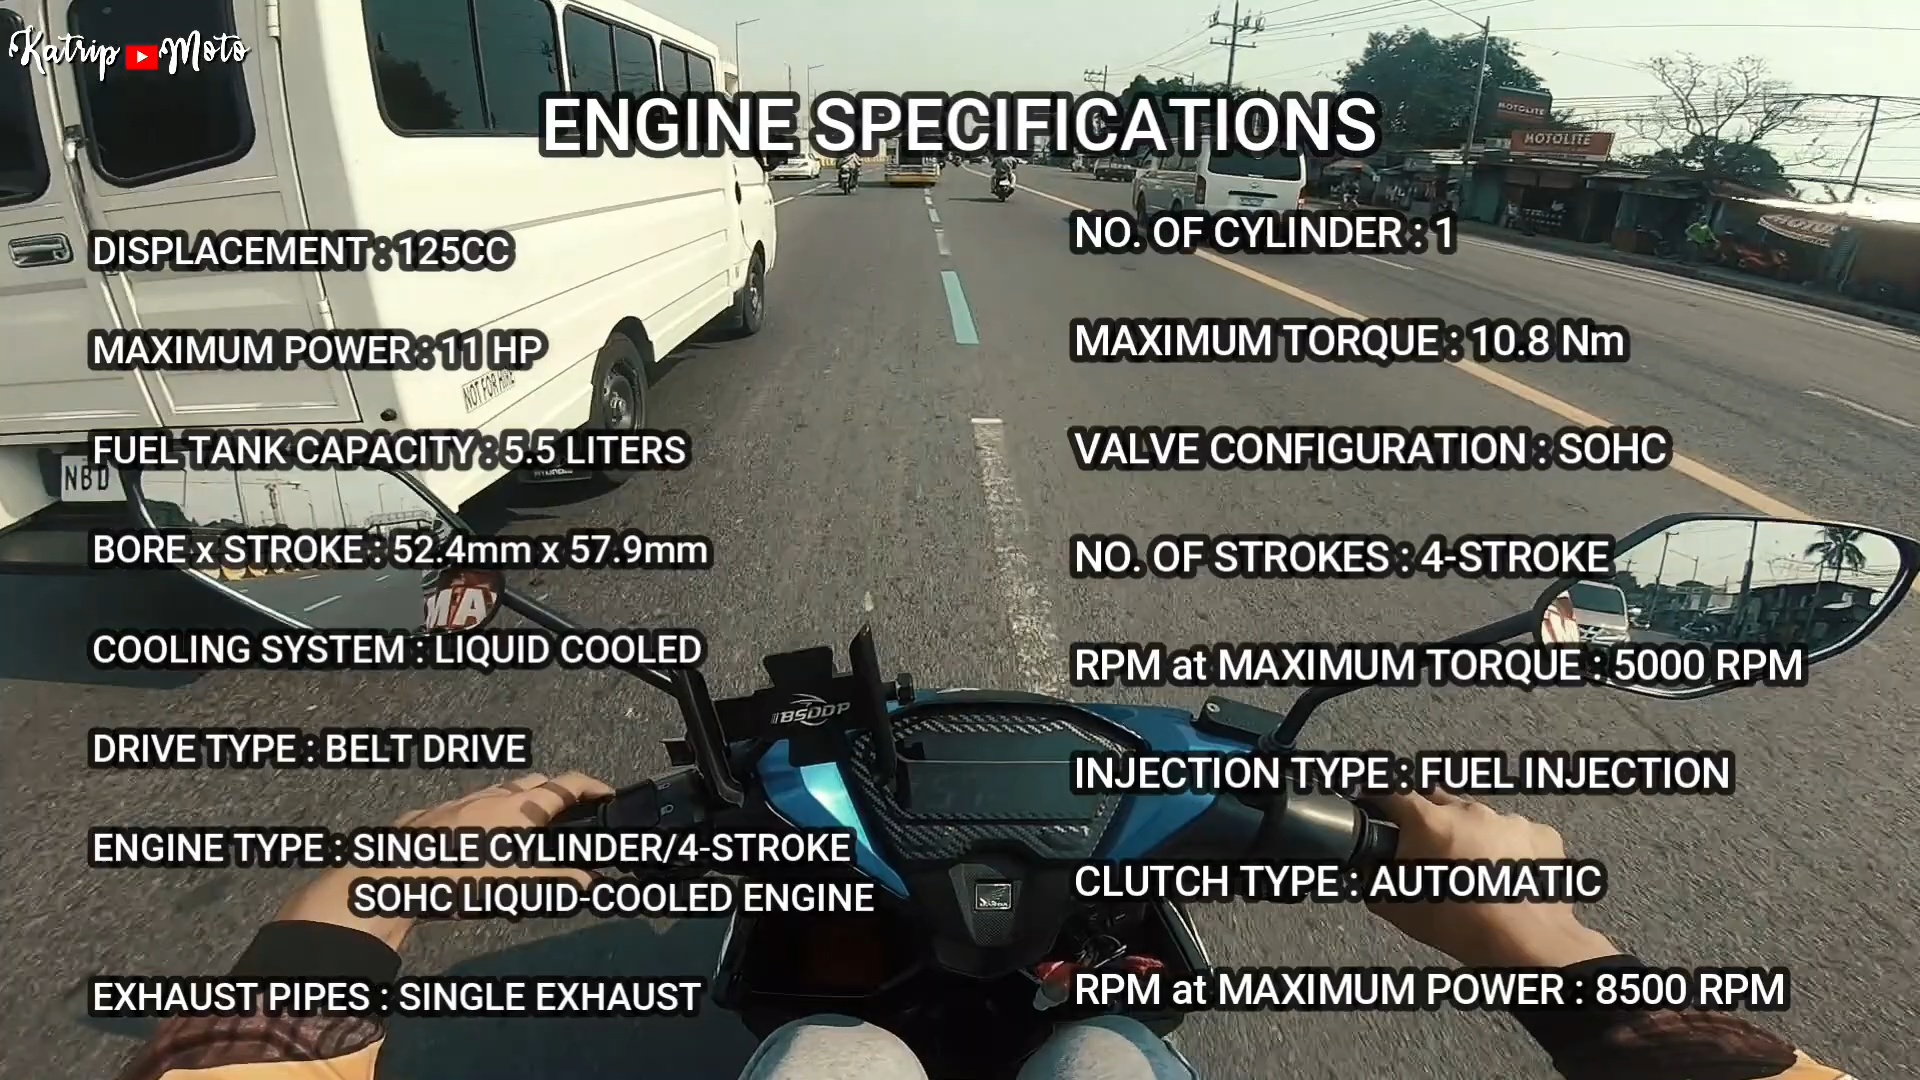 Katrip Moto
ENGINE SPECIFICATIONS
MOTOLITE
MOTOLITE
DISPLACEMENT : 125CC
MAXIMUM POWER : 11 HP
NOT FOR HIRE
FUEL TANK CAPACITY : 5.5 LITERS
NBD
BORE x STROKE : 52.4mm x 57.9mm
COOLING SYSTEM : LIQUID COOLED
BSDDP
DRIVE TYPE : BELT DRIVE
ENGINE TYPE : SINGLE CYLINDER/4-STROKE
SOHC LIQUID-COOLED ENGINE
EXHAUST PIPES : SINGLE EXHAUST
NO. OF CYLINDER : 1
MAXIMUM TORQUE : 10.8 Nm
VALVE CONFIGURATION : SOHC
NO. OF STROKES : 4-STROKE
RPM at MAXIMUM TORQUE : 5000 RPM
INJECTION TYPE : FUEL INJECTION
CLUTCH TYPE : AUTOMATIC
RPM at MAXIMUM POWER : 8500 RPM